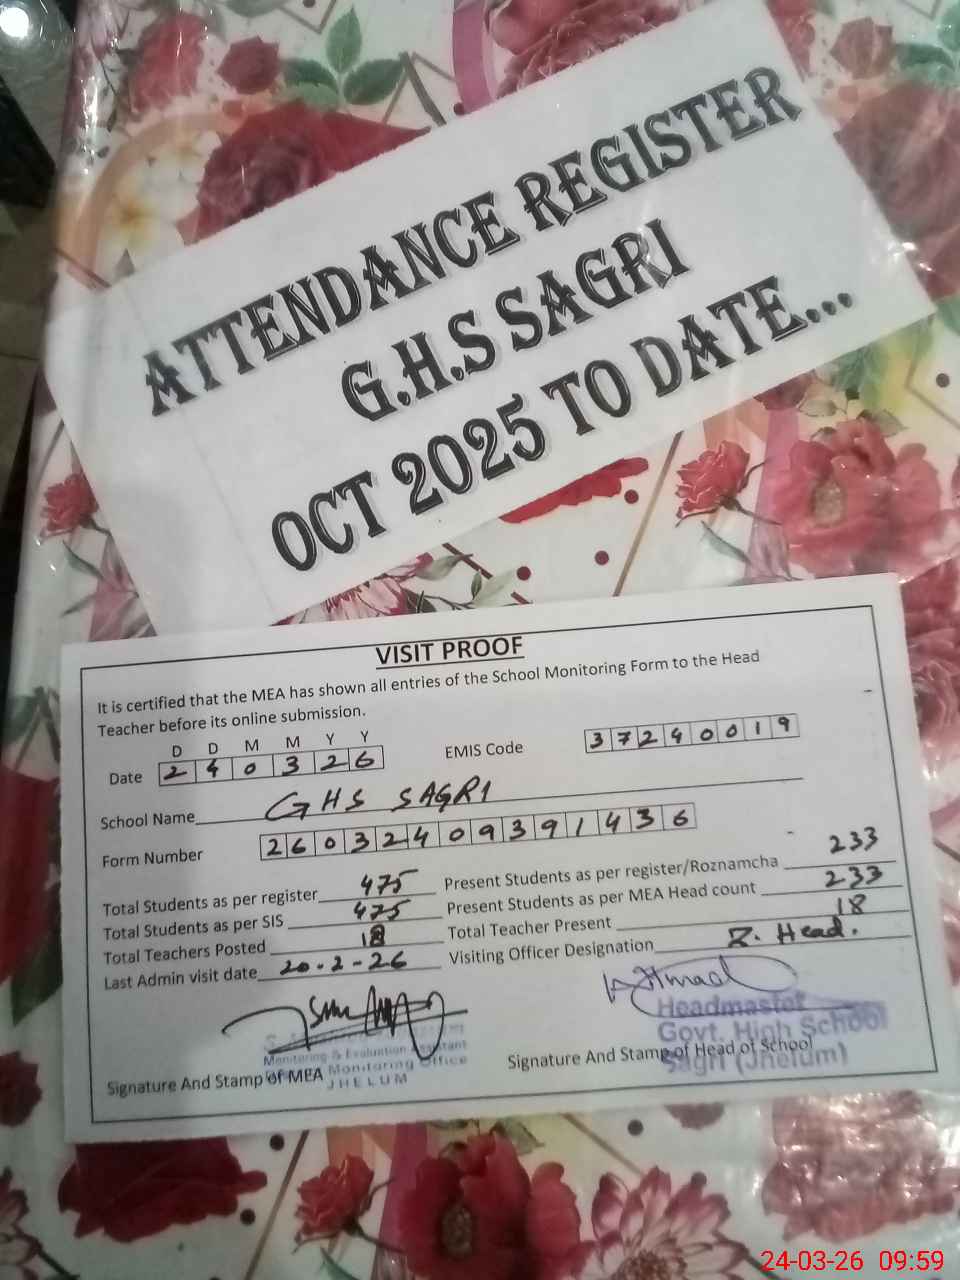 ATTENDANCE REGISTER
G.H.S SAGRI
OCT 2025 TO DATE...
VISIT PROOF
It is certified that the MEA has shown all entries of the School Monitoring Form to the Head
Teacher before its online submission.
D D M M Y Y
Date 2 4 0 3 2 6 EMIS Code 3 7 2 4 0 0 1 9
School Name GHS SAGRI
Form Number 2 6 0 3 2 4 0 9 3 9 1 4 3 6
Total Students as per register 475 Present Students as per register/Roznamcha 233
Total Students as per SIS 475 Present Students as per MEA Head count 233
Total Teachers Posted 18 Total Teacher Present 18
Last Admin visit date 20-2-26 Visiting Officer Designation Head.
Headmaster
Govt. High School
Sagri (Jhelum)
Monitoring & Evaluation Assistant
Monitoring Office
JHELUM
Signature And Stamp of MEA Signature And Stamp of Head of School
24-03-26 09:59